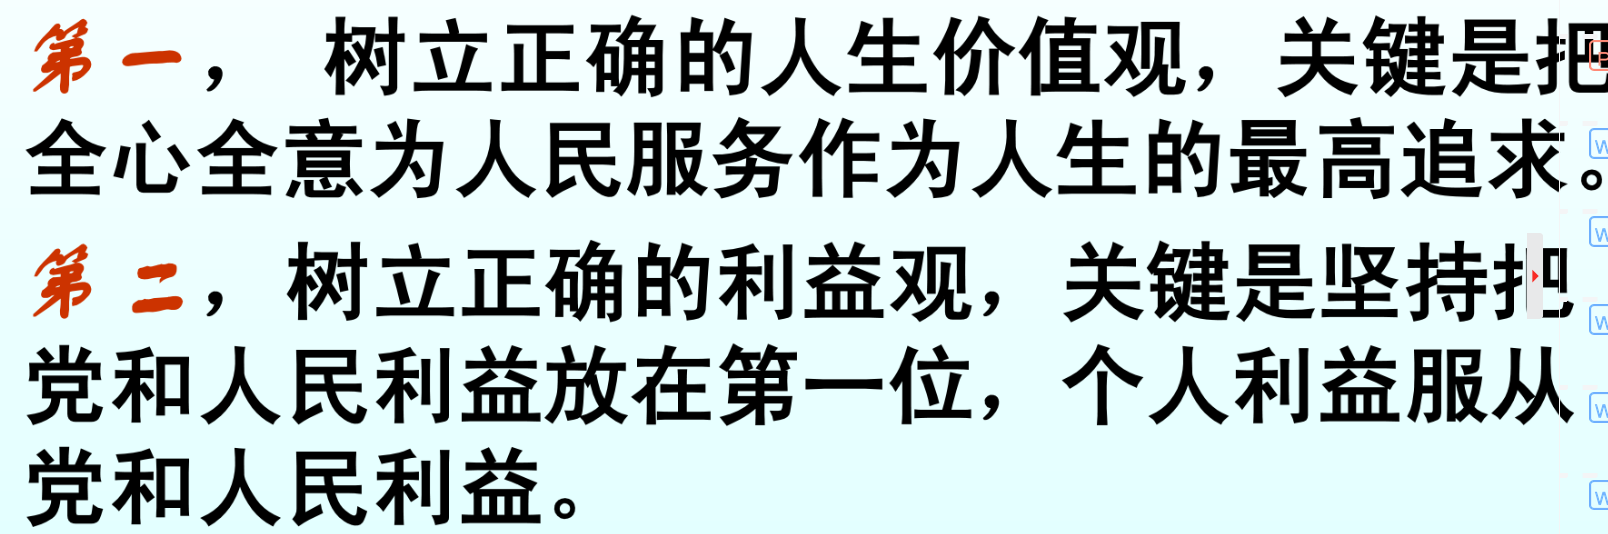 第一， 树立正确的人生价值观，关键是把
全心全意为人民服务作为人生的最高追求。
第二，树立正确的利益观，关键是坚持把
党和人民利益放在第一位，个人利益服从
党和人民利益。